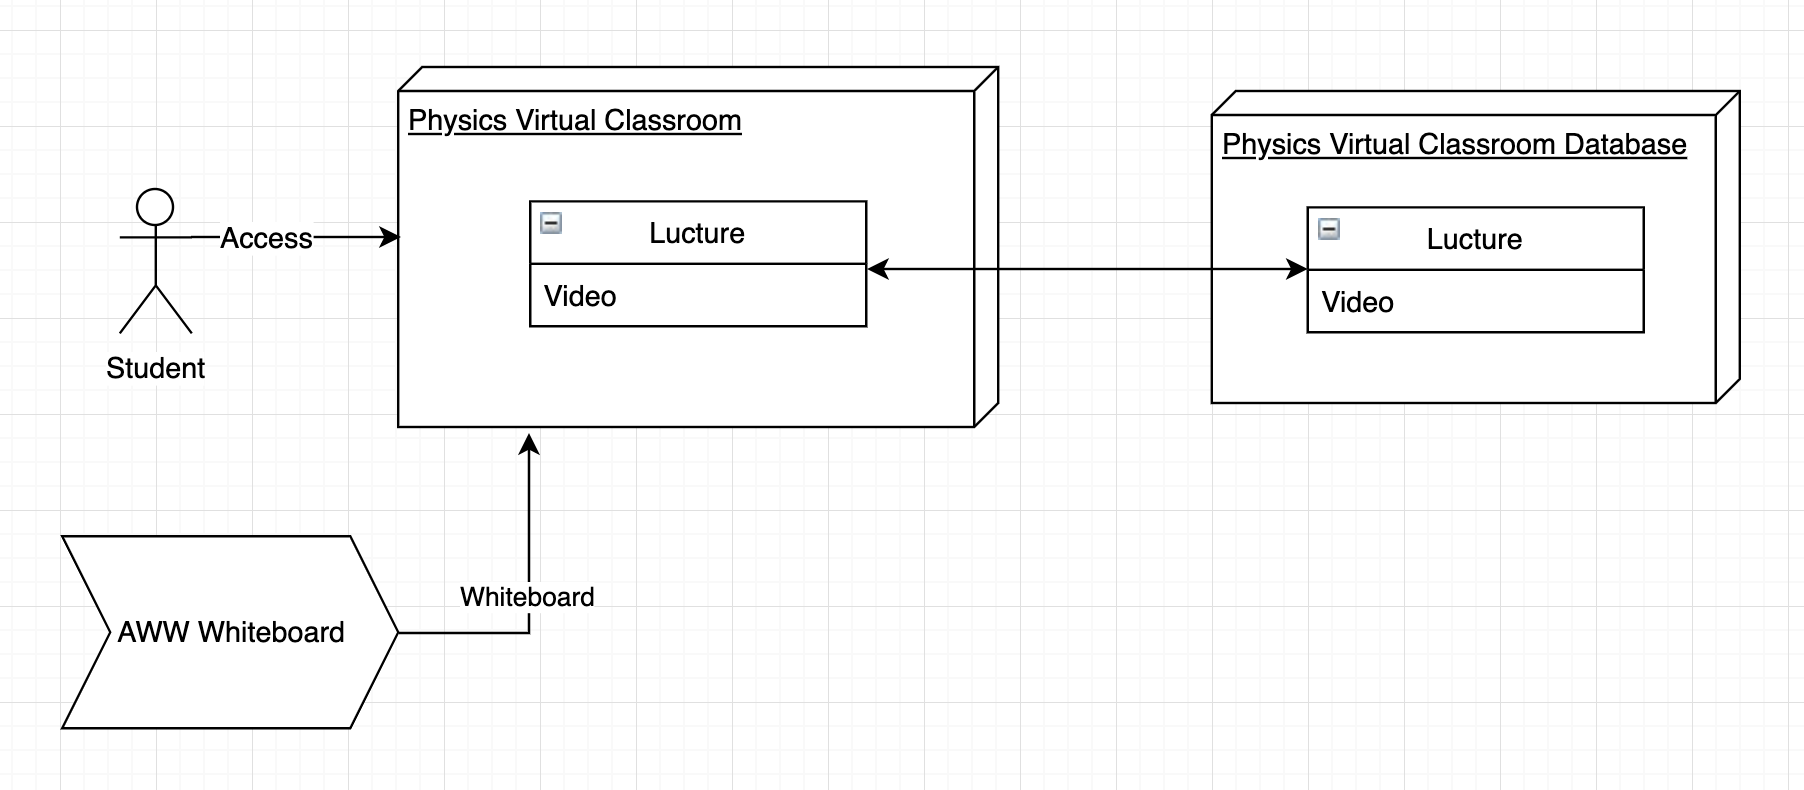 Physics Virtual Classroom
Physics Virtual Classroom Database
Access
Lucture
Video
Lucture
Video
Student
Whiteboard
AWW Whiteboard